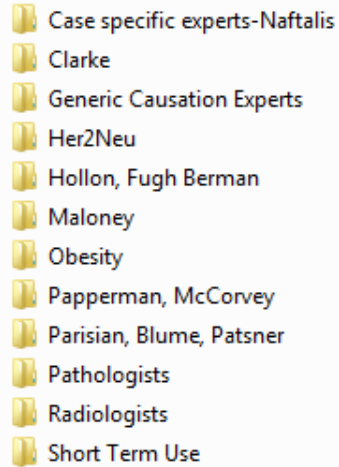 Case specific experts-Naftalis
Clarke
Generic Causation Experts
Her2Neu
Hollon, Fugh Berman
Maloney
Obesity
Papperman, McCorvey
Parisian, Blume, Patsner
Pathologists
Radiologists
Short Term Use